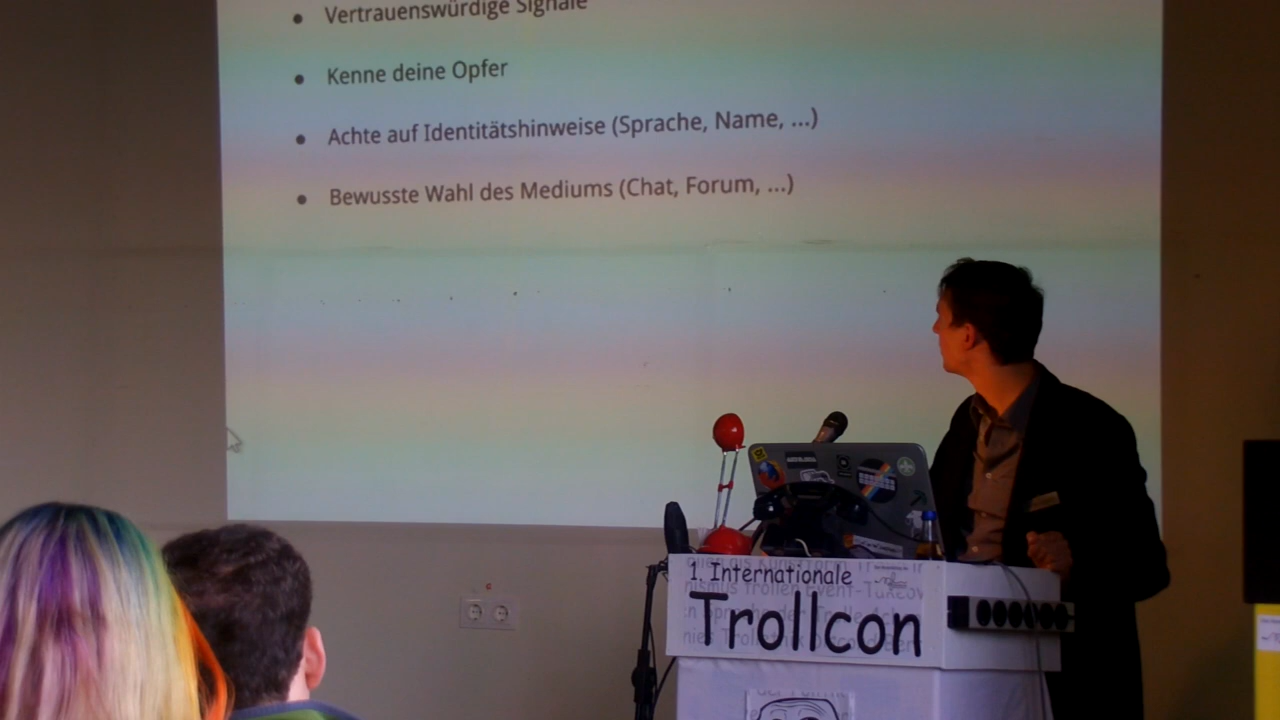 Vertrauenswürdige Signale
Kenne deine Opfer
Achte auf Identitätshinweise (Sprache, Name, ...)
Bewusste Wahl des Mediums (Chat, Forum, ...)
1. Internationale
Trollcon